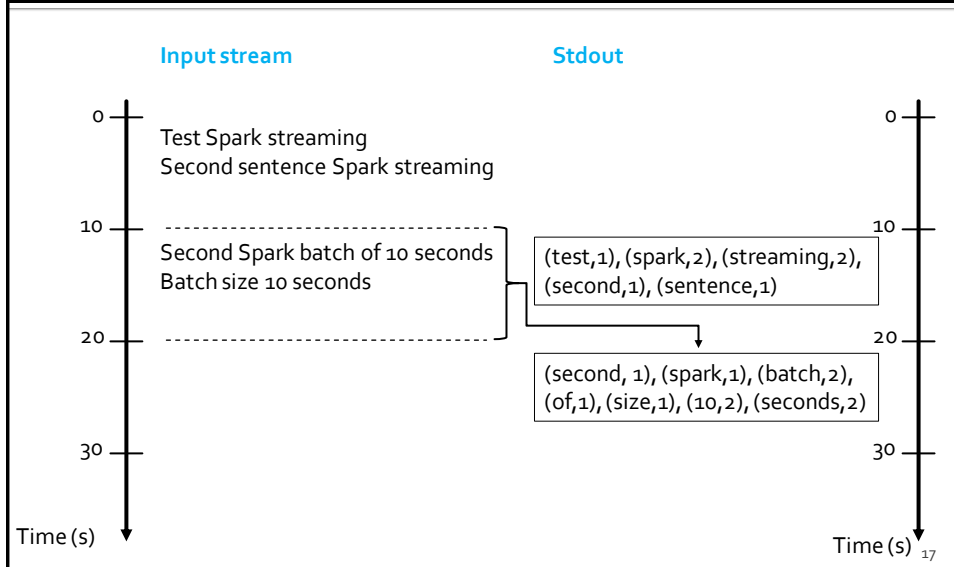 Input stream
Stdout
0
0
Test Spark streaming
Second sentence Spark streaming
10
10
Second Spark batch of 10 seconds
Batch size 10 seconds
(test,1), (spark,2), (streaming,2),
(second,1), (sentence,1)
20
20
(second, 1), (spark,1), (batch,2),
(of,1), (size,1), (10,2), (seconds,2)
30
30
Time (s)
Time (s)
17